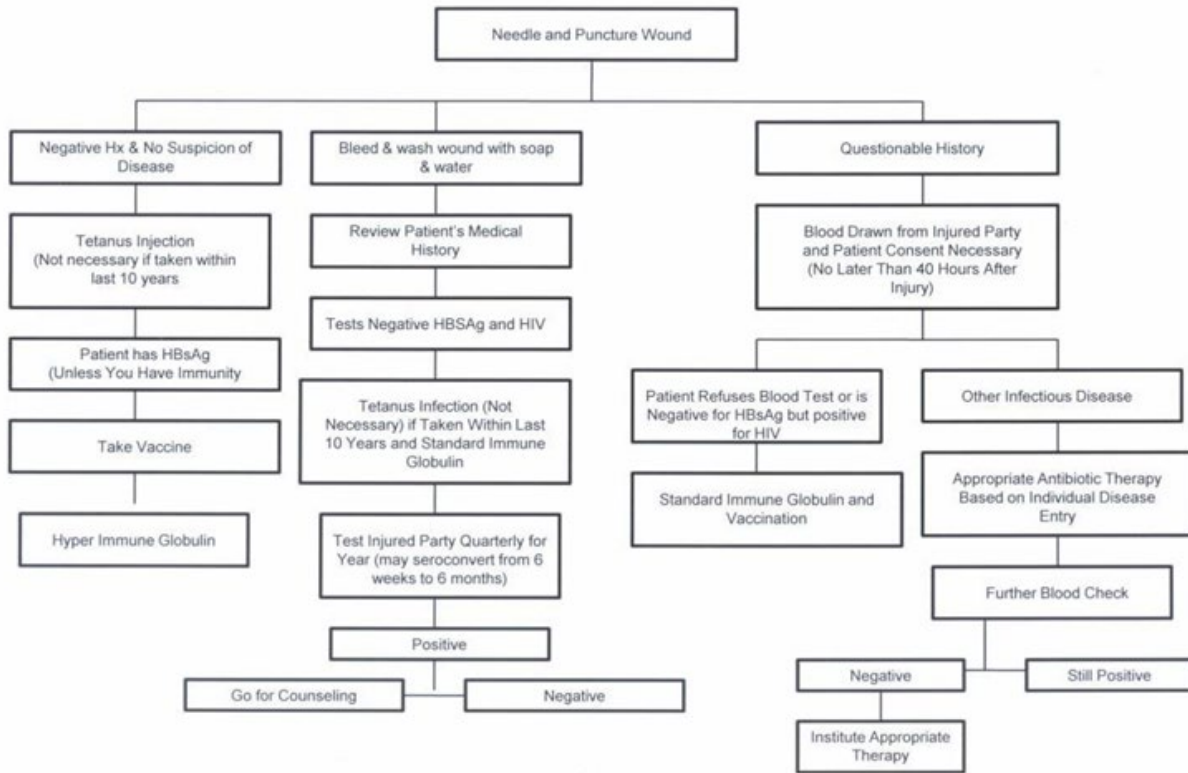 Needle and Puncture Wound
Negative Hx & No Suspicion of
Disease
Tetanus Injection
(Not necessary if taken within
last 10 years
Patient has HBsAg
(Unless You Have Immunity
Take Vaccine
Hyper Immune Globulin
Bleed & wash wound with soap
& water
Review Patient's Medical
History
Tests Negative HBSAg and HIV
Tetanus Infection (Not
Necessary) if Taken Within Last
10 Years and Standard Immune
Globulin
Test Injured Party Quarterly for
Year (may seroconvert from 6
weeks to 6 months)
Positive
Go for Counseling
Negative
Questionable History
Blood Drawn from Injured Party
and Patient Consent Necessary
(No Later Than 40 Hours After
Injury)
Patient Refuses Blood Test or is
Negative for HBsAg but positive
for HIV
Standard Immune Globulin and
Vaccination
Other Infectious Disease
Appropriate Antibiotic Therapy
Based on Individual Disease
Entry
Further Blood Check
Negative
Still Positive
Institute Appropriate
Therapy